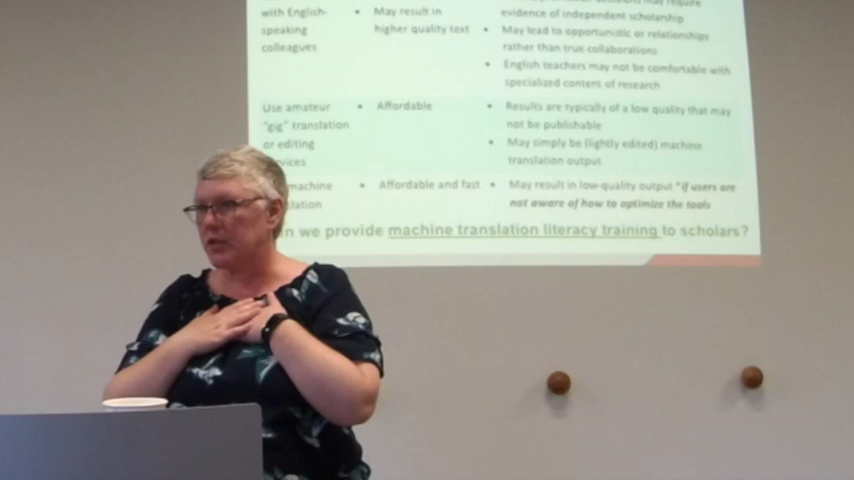 with English-
speaking
colleagues
• May result in
higher quality text
evidence of independent scholarship
• May lead to opportunistic or relationships
rather than true collaborations
• English teachers may not be comfortable with
specialized content of research
Use amateur
"gig" translation
or editing
• Affordable
• Results are typically of a low quality that may
not be publishable
• May simply be (lightly edited) machine
translation output
machine
• Affordable and fast
• May result in low-quality output *if users are
not aware of how to optimize the tools
we provide machine translation literacy training to scholars?